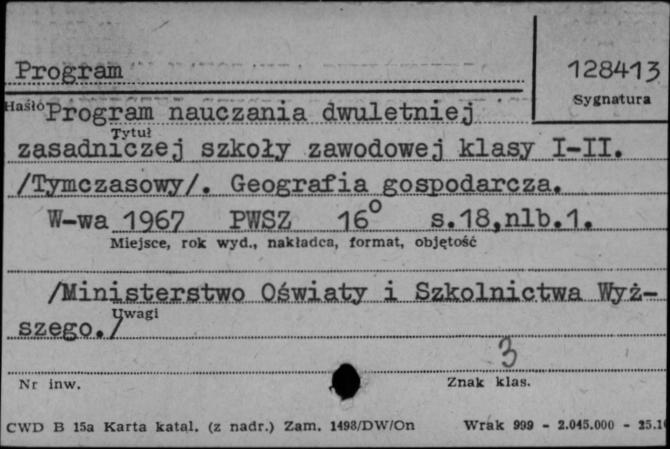 Program
128413
Sygnatura
Hasło
Program nauczania dwuletniej
Tytuł
zasadniczej szkoły zawodowej klasy I-II.
/Tymczasowy/. Geografia gospodarcza.
W-wa 1967 PWSZ 16° s.18,nlb.1.
Miejsce, rok wyd., nakładca, format, objętość
/Ministerstwo Oświaty i Szkolnictwa Wyż-
Uwagi
szego./
3
Nr inw.
Znak klas.
CWD B 15a Karta katal. (z nadr.) Zam. 1498/DW/On
Wrak 999 - 2.045.000 -